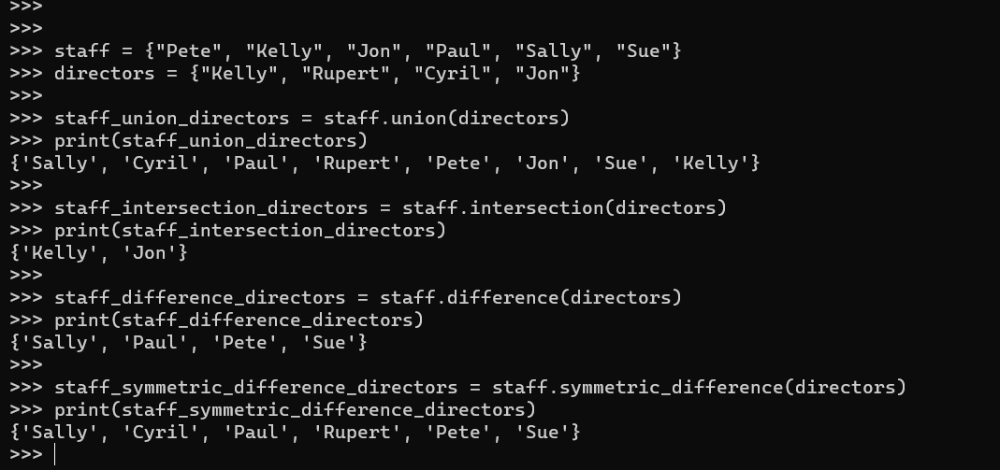 >>>
>>>
>>> staff = {"Pete", "Kelly", "Jon", "Paul", "Sally", "Sue"}
>>> directors = {"Kelly", "Rupert", "Cyril", "Jon"}
>>>
>>> staff_union_directors = staff.union(directors)
>>> print(staff_union_directors)
{'Sally', 'Cyril', 'Paul', 'Rupert', 'Pete', 'Jon', 'Sue', 'Kelly'}
>>>
>>> staff_intersection_directors = staff.intersection(directors)
>>> print(staff_intersection_directors)
{'Kelly', 'Jon'}
>>>
>>> staff_difference_directors = staff.difference(directors)
>>> print(staff_difference_directors)
{'Sally', 'Paul', 'Pete', 'Sue'}
>>>
>>> staff_symmetric_difference_directors = staff.symmetric_difference(directors)
>>> print(staff_symmetric_difference_directors)
{'Sally', 'Cyril', 'Paul', 'Rupert', 'Pete', 'Sue'}
>>>